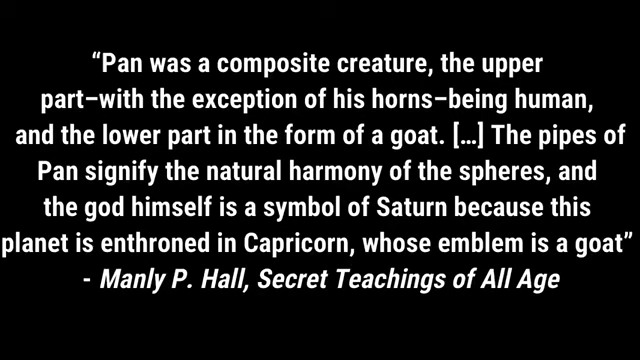 “Pan was a composite creature, the upper
part–with the exception of his horns–being human,
and the lower part in the form of a goat. […] The pipes of
Pan signify the natural harmony of the spheres, and
the god himself is a symbol of Saturn because this
planet is enthroned in Capricorn, whose emblem is a goat”
- Manly P. Hall, Secret Teachings of All Age